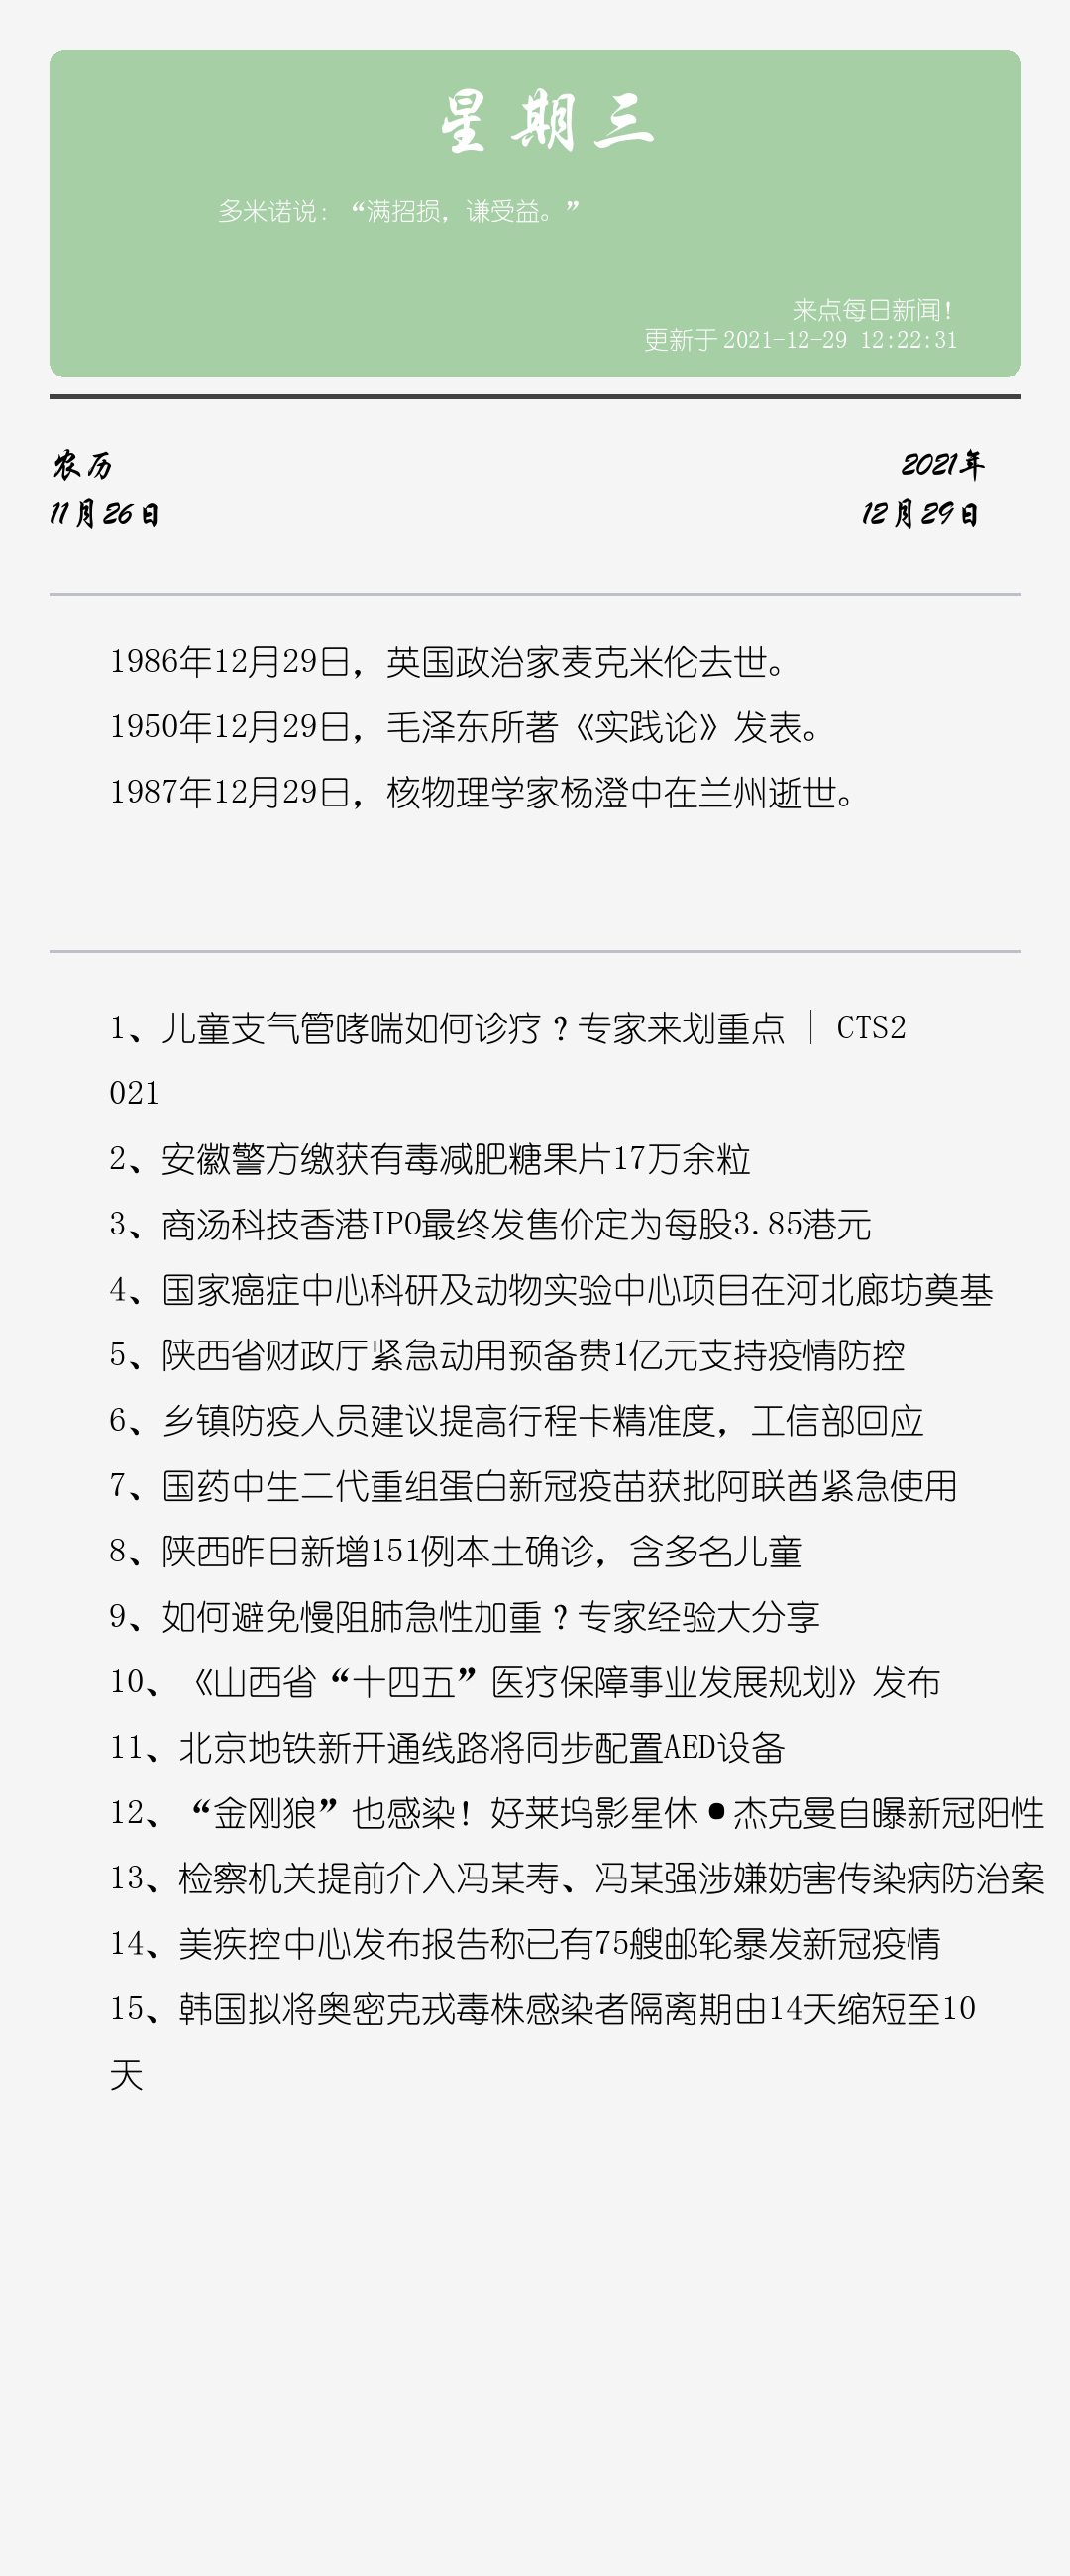 星期三
多米诺说：“满招损，谦受益。”
来点每日新闻！
更新于 2021-12-29 12:22:31
农历
11月26日
2021年
12月29日
1986年12月29日，英国政治家麦克米伦去世。
1950年12月29日，毛泽东所著《实践论》发表。
1987年12月29日，核物理学家杨澄中在兰州逝世。
1、儿童支气管哮喘如何诊疗？专家来划重点 | CTS2
021
2、安徽警方缴获有毒减肥糖果片17万余粒
3、商汤科技香港IPO最终发售价定为每股3.85港元
4、国家癌症中心科研及动物实验中心项目在河北廊坊奠基
5、陕西省财政厅紧急动用预备费1亿元支持疫情防控
6、乡镇防疫人员建议提高行程卡精准度，工信部回应
7、国药中生二代重组蛋白新冠疫苗获批阿联酋紧急使用
8、陕西昨日新增151例本土确诊，含多名儿童
9、如何避免慢阻肺急性加重？专家经验大分享
10、《山西省“十四五”医疗保障事业发展规划》发布
11、北京地铁新开通线路将同步配置AED设备
12、“金刚狼”也感染！好莱坞影星休•杰克曼自曝新冠阳性
13、检察机关提前介入冯某寿、冯某强涉嫌妨害传染病防治案
14、美疾控中心发布报告称已有75艘邮轮暴发新冠疫情
15、韩国拟将奥密克戎毒株感染者隔离期由14天缩短至10
天